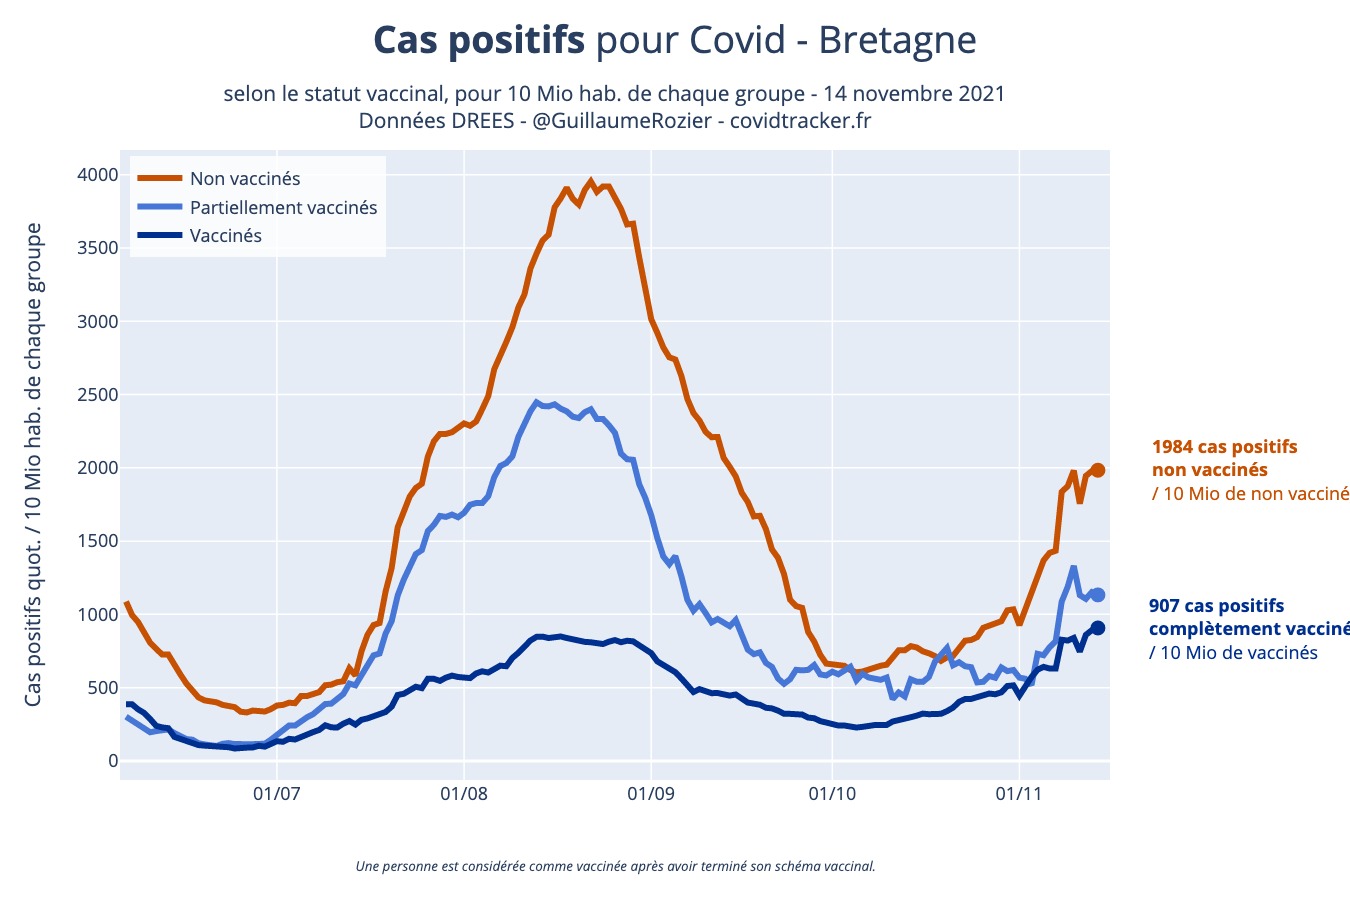 Cas positifs pour Covid - Bretagne
selon le statut vaccinal, pour 10 Mio hab. de chaque groupe - 14 novembre 2021
Données DREES - @GuillaumeRozier - covidtracker.fr
Cas positifs quot. / 10 Mio hab. de chaque groupe
Non vaccinés
Partiellement vaccinés
Vaccinés
4000
3500
3000
2500
2000
1500
1000
500
0
01/07
01/08
01/09
01/10
01/11
1984 cas positifs
non vaccinés
/ 10 Mio de non vacciné
907 cas positifs
complètement vacciné
/ 10 Mio de vaccinés
Une personne est considérée comme vaccinée après avoir terminé son schéma vaccinal.